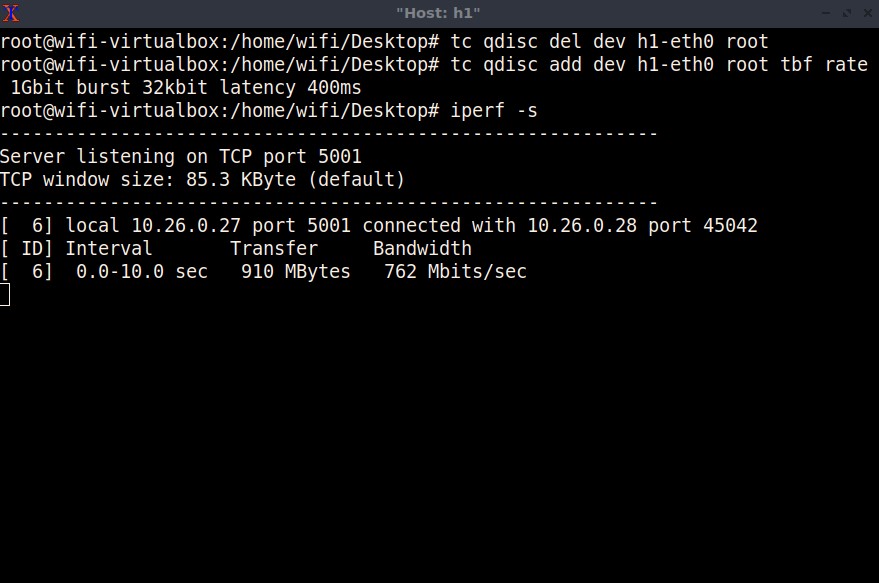 "Host: h1"
root@wifi-virtualbox:/home/wifi/Desktop# tc qdisc del dev h1-eth0 root
root@wifi-virtualbox:/home/wifi/Desktop# tc qdisc add dev h1-eth0 root tbf rate
 1Gbit burst 32kbit latency 400ms
root@wifi-virtualbox:/home/wifi/Desktop# iperf -s
------------------------------------------------------------
Server listening on TCP port 5001
TCP window size: 85.3 KByte (default)
------------------------------------------------------------
[  6] local 10.26.0.27 port 5001 connected with 10.26.0.28 port 45042
[ ID] Interval       Transfer     Bandwidth
[  6]  0.0-10.0 sec   910 MBytes   762 Mbits/sec